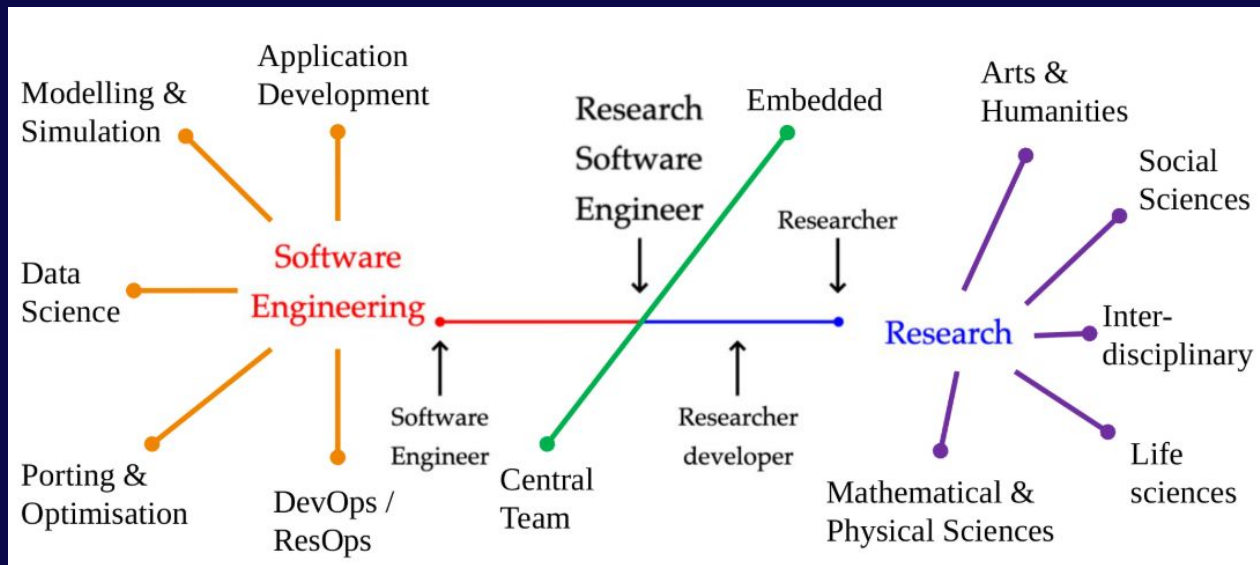 Application
Development
Modelling &
Simulation
Data
Science
Software
Engineering
Porting &
Optimisation
DevOps /
ResOps
Software
Engineer
Central
Team
Research
Software
Engineer
Embedded
Researcher
Researcher
developer
Research
Arts &
Humanities
Social
Sciences
Inter-
disciplinary
Life
sciences
Mathematical &
Physical Sciences